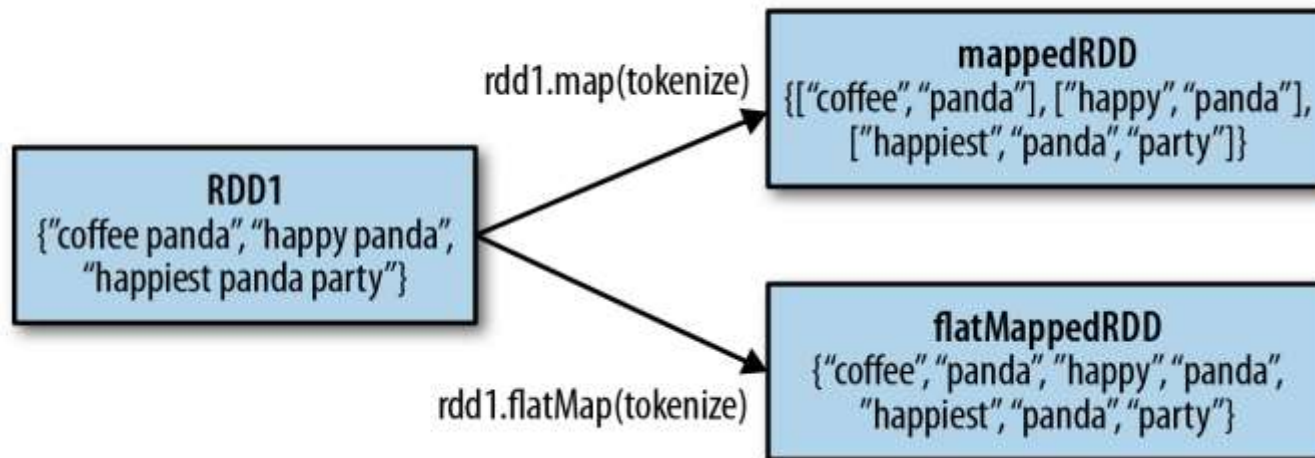 RDD1
{"coffee panda", "happy panda",
"happiest panda party"}
rdd1.map(tokenize)
mappedRDD
{["coffee", "panda"], ["happy", "panda"],
["happiest", "panda", "party"]}
rdd1.flatMap(tokenize)
flatMappedRDD
{"coffee", "panda", "happy", "panda",
"happiest", "panda", "party"}